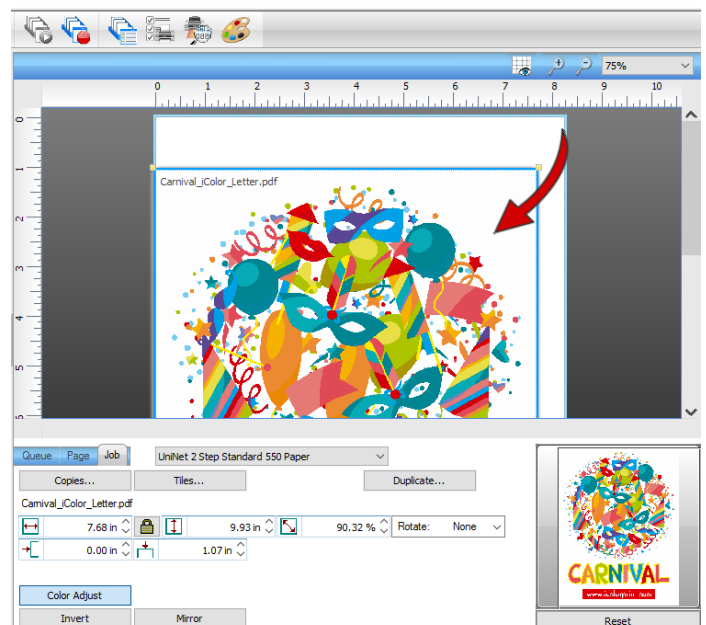 75%
0 1 2 3 4 5 6 7 8 9 10
0
1
2
3
4
5
6
Carnival_iColor_Letter.pdf
Queue Page Job UniNet 2 Step Standard 550 Paper
Copies... Tiles... Duplicate...
Carnival_iColor_Letter.pdf
7.68 in 9.93 in 90.32 % Rotate: None
0.00 in 1.07 in
Color Adjust
Invert Mirror
CARNIVAL
Reset